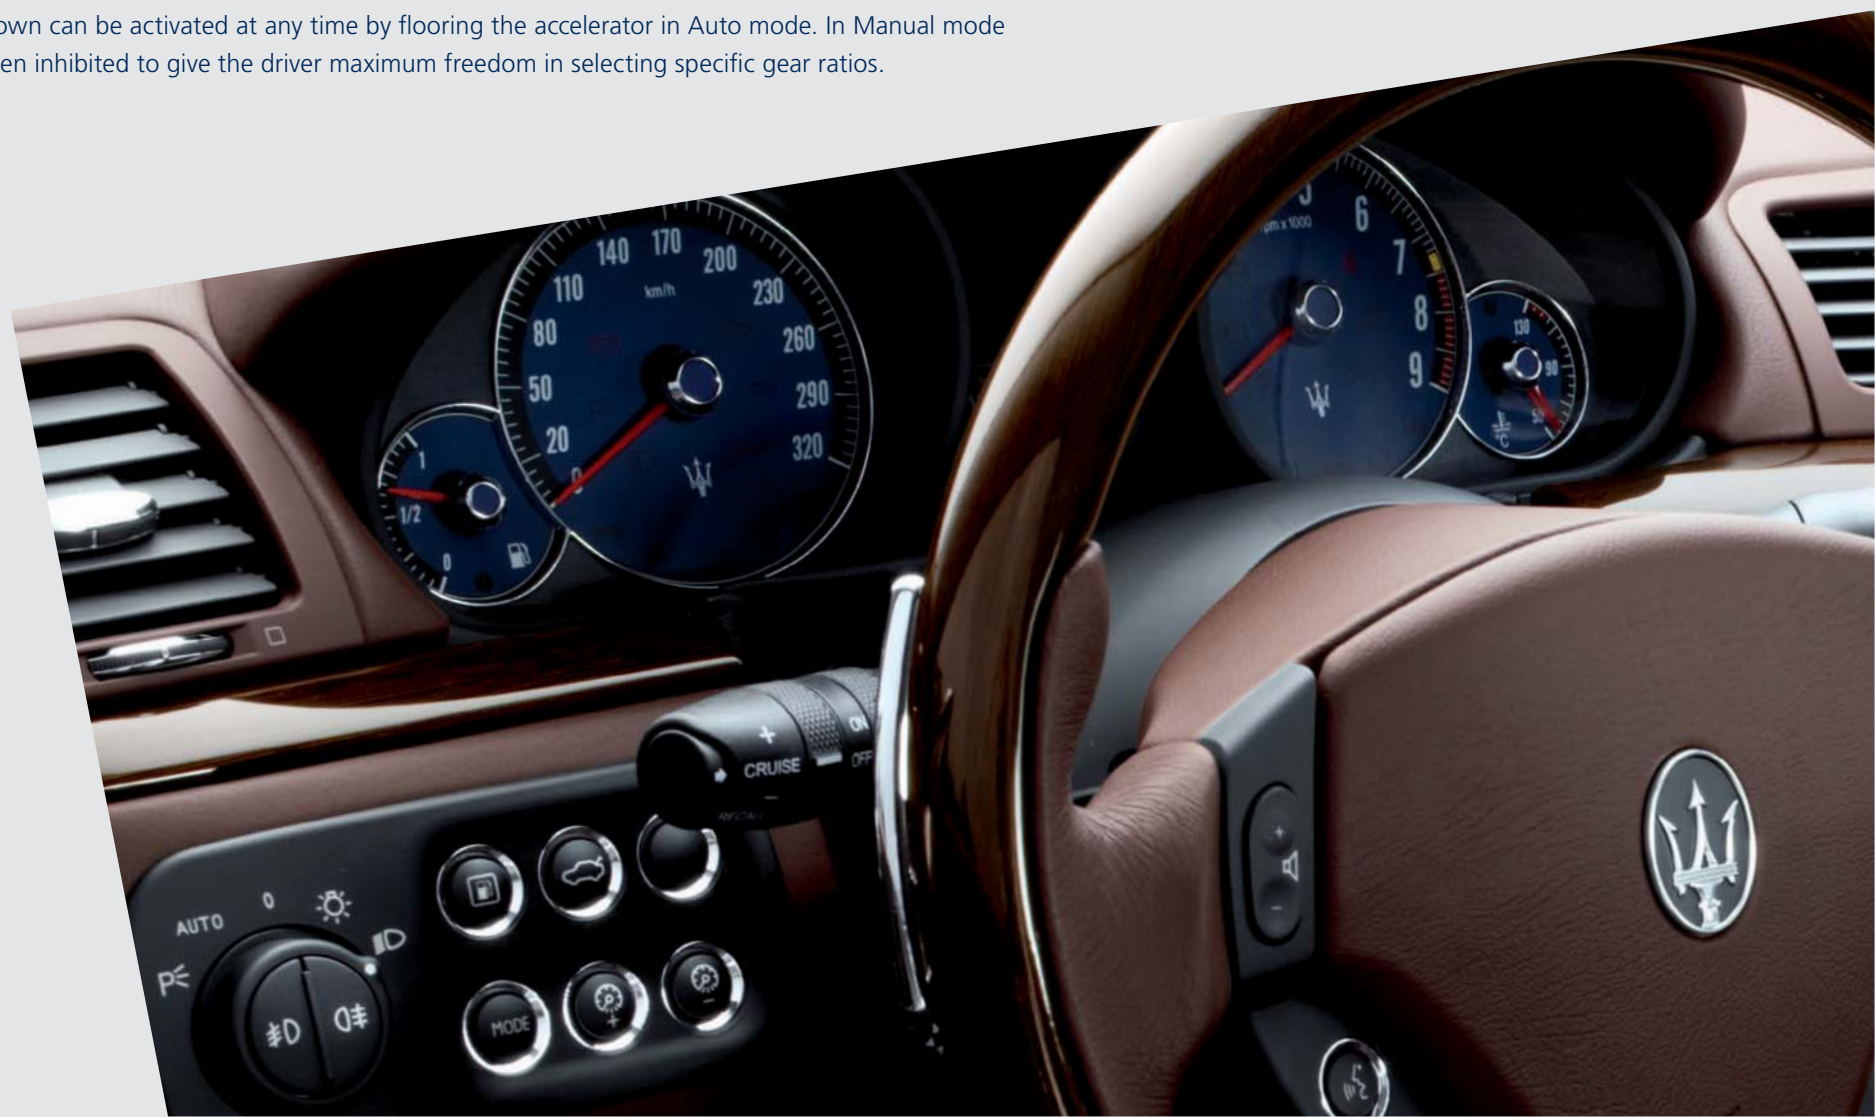 own can be activated at any time by flooring the accelerator in Auto mode. In Manual mode
en inhibited to give the driver maximum freedom in selecting specific gear ratios.
140 170 200
110 km/h 230
80 260
50 290
20 320
0
1
1/2
0
5 6
pm x 1000
7
8
9
130
90
50
°C
+ ON
CRUISE OFF
-
RECALL
AUTO 0
P
MODE
+ -
+
-